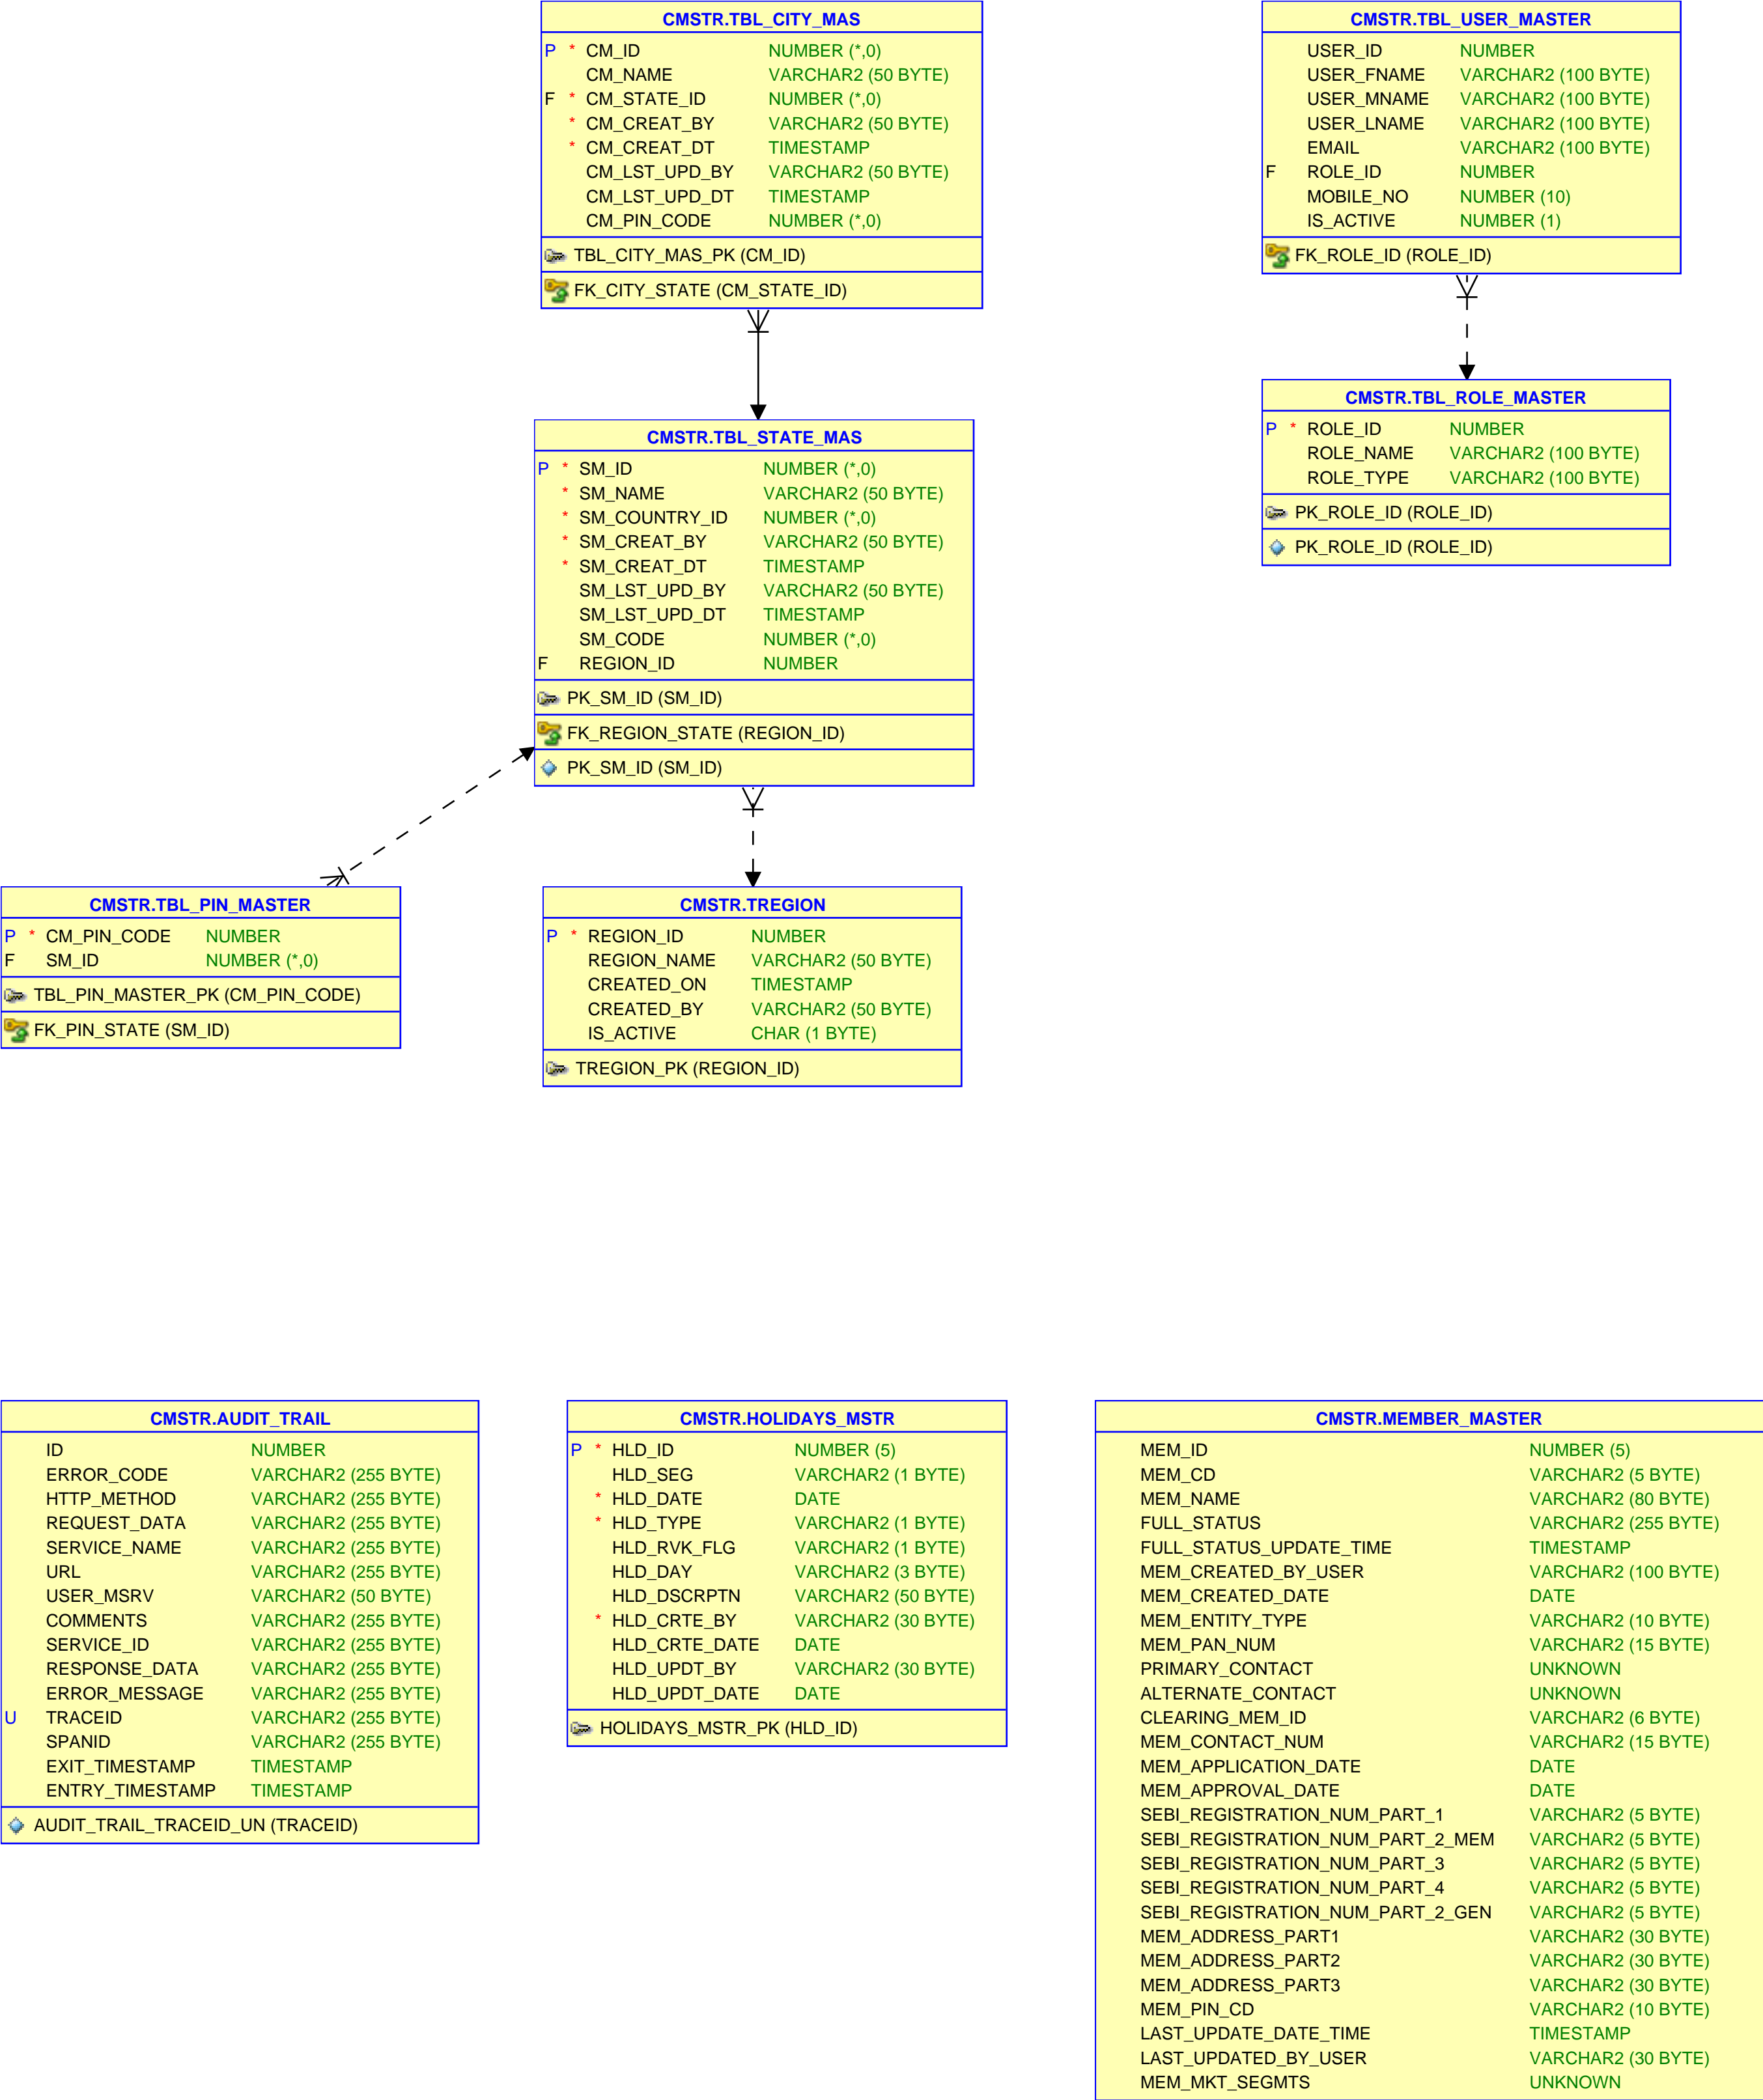 CMSTR.TBL_CITY_MAS
P * CM_ID NUMBER (*,0)
CM_NAME VARCHAR2 (50 BYTE)
F * CM_STATE_ID NUMBER (*,0)
* CM_CREAT_BY VARCHAR2 (50 BYTE)
* CM_CREAT_DT TIMESTAMP
CM_LST_UPD_BY VARCHAR2 (50 BYTE)
CM_LST_UPD_DT TIMESTAMP
CM_PIN_CODE NUMBER (*,0)
TBL_CITY_MAS_PK (CM_ID)
FK_CITY_STATE (CM_STATE_ID)
CMSTR.TBL_USER_MASTER
USER_ID NUMBER
USER_FNAME VARCHAR2 (100 BYTE)
USER_MNAME VARCHAR2 (100 BYTE)
USER_LNAME VARCHAR2 (100 BYTE)
EMAIL VARCHAR2 (100 BYTE)
F ROLE_ID NUMBER
MOBILE_NO NUMBER (10)
IS_ACTIVE NUMBER (1)
FK_ROLE_ID (ROLE_ID)
CMSTR.TBL_ROLE_MASTER
P * ROLE_ID NUMBER
ROLE_NAME VARCHAR2 (100 BYTE)
ROLE_TYPE VARCHAR2 (100 BYTE)
PK_ROLE_ID (ROLE_ID)
PK_ROLE_ID (ROLE_ID)
CMSTR.TBL_STATE_MAS
P * SM_ID NUMBER (*,0)
* SM_NAME VARCHAR2 (50 BYTE)
* SM_COUNTRY_ID NUMBER (*,0)
* SM_CREAT_BY VARCHAR2 (50 BYTE)
* SM_CREAT_DT TIMESTAMP
SM_LST_UPD_BY VARCHAR2 (50 BYTE)
SM_LST_UPD_DT TIMESTAMP
SM_CODE NUMBER (*,0)
F REGION_ID NUMBER
PK_SM_ID (SM_ID)
FK_REGION_STATE (REGION_ID)
PK_SM_ID (SM_ID)
CMSTR.TBL_PIN_MASTER
P * CM_PIN_CODE NUMBER
F SM_ID NUMBER (*,0)
TBL_PIN_MASTER_PK (CM_PIN_CODE)
FK_PIN_STATE (SM_ID)
CMSTR.TREGION
P * REGION_ID NUMBER
REGION_NAME VARCHAR2 (50 BYTE)
CREATED_ON TIMESTAMP
CREATED_BY VARCHAR2 (50 BYTE)
IS_ACTIVE CHAR (1 BYTE)
TREGION_PK (REGION_ID)
CMSTR.AUDIT_TRAIL
ID NUMBER
ERROR_CODE VARCHAR2 (255 BYTE)
HTTP_METHOD VARCHAR2 (255 BYTE)
REQUEST_DATA VARCHAR2 (255 BYTE)
SERVICE_NAME VARCHAR2 (255 BYTE)
URL VARCHAR2 (255 BYTE)
USER_MSRV VARCHAR2 (50 BYTE)
COMMENTS VARCHAR2 (255 BYTE)
SERVICE_ID VARCHAR2 (255 BYTE)
RESPONSE_DATA VARCHAR2 (255 BYTE)
ERROR_MESSAGE VARCHAR2 (255 BYTE)
U TRACEID VARCHAR2 (255 BYTE)
SPANID VARCHAR2 (255 BYTE)
EXIT_TIMESTAMP TIMESTAMP
ENTRY_TIMESTAMP TIMESTAMP
AUDIT_TRAIL_TRACEID_UN (TRACEID)
CMSTR.HOLIDAYS_MSTR
P * HLD_ID NUMBER (5)
HLD_SEG VARCHAR2 (1 BYTE)
* HLD_DATE DATE
* HLD_TYPE VARCHAR2 (1 BYTE)
HLD_RVK_FLG VARCHAR2 (1 BYTE)
HLD_DAY VARCHAR2 (3 BYTE)
HLD_DSCRPTN VARCHAR2 (50 BYTE)
* HLD_CRTE_BY VARCHAR2 (30 BYTE)
HLD_CRTE_DATE DATE
HLD_UPDT_BY VARCHAR2 (30 BYTE)
HLD_UPDT_DATE DATE
HOLIDAYS_MSTR_PK (HLD_ID)
CMSTR.MEMBER_MASTER
MEM_ID NUMBER (5)
MEM_CD VARCHAR2 (5 BYTE)
MEM_NAME VARCHAR2 (80 BYTE)
FULL_STATUS VARCHAR2 (255 BYTE)
FULL_STATUS_UPDATE_TIME TIMESTAMP
MEM_CREATED_BY_USER VARCHAR2 (100 BYTE)
MEM_CREATED_DATE DATE
MEM_ENTITY_TYPE VARCHAR2 (10 BYTE)
MEM_PAN_NUM VARCHAR2 (15 BYTE)
PRIMARY_CONTACT UNKNOWN
ALTERNATE_CONTACT UNKNOWN
CLEARING_MEM_ID VARCHAR2 (6 BYTE)
MEM_CONTACT_NUM VARCHAR2 (15 BYTE)
MEM_APPLICATION_DATE DATE
MEM_APPROVAL_DATE DATE
SEBI_REGISTRATION_NUM_PART_1 VARCHAR2 (5 BYTE)
SEBI_REGISTRATION_NUM_PART_2_MEM VARCHAR2 (5 BYTE)
SEBI_REGISTRATION_NUM_PART_3 VARCHAR2 (5 BYTE)
SEBI_REGISTRATION_NUM_PART_4 VARCHAR2 (5 BYTE)
SEBI_REGISTRATION_NUM_PART_2_GEN VARCHAR2 (5 BYTE)
MEM_ADDRESS_PART1 VARCHAR2 (30 BYTE)
MEM_ADDRESS_PART2 VARCHAR2 (30 BYTE)
MEM_ADDRESS_PART3 VARCHAR2 (30 BYTE)
MEM_PIN_CD VARCHAR2 (10 BYTE)
LAST_UPDATE_DATE_TIME TIMESTAMP
LAST_UPDATED_BY_USER VARCHAR2 (30 BYTE)
MEM_MKT_SEGMTS UNKNOWN